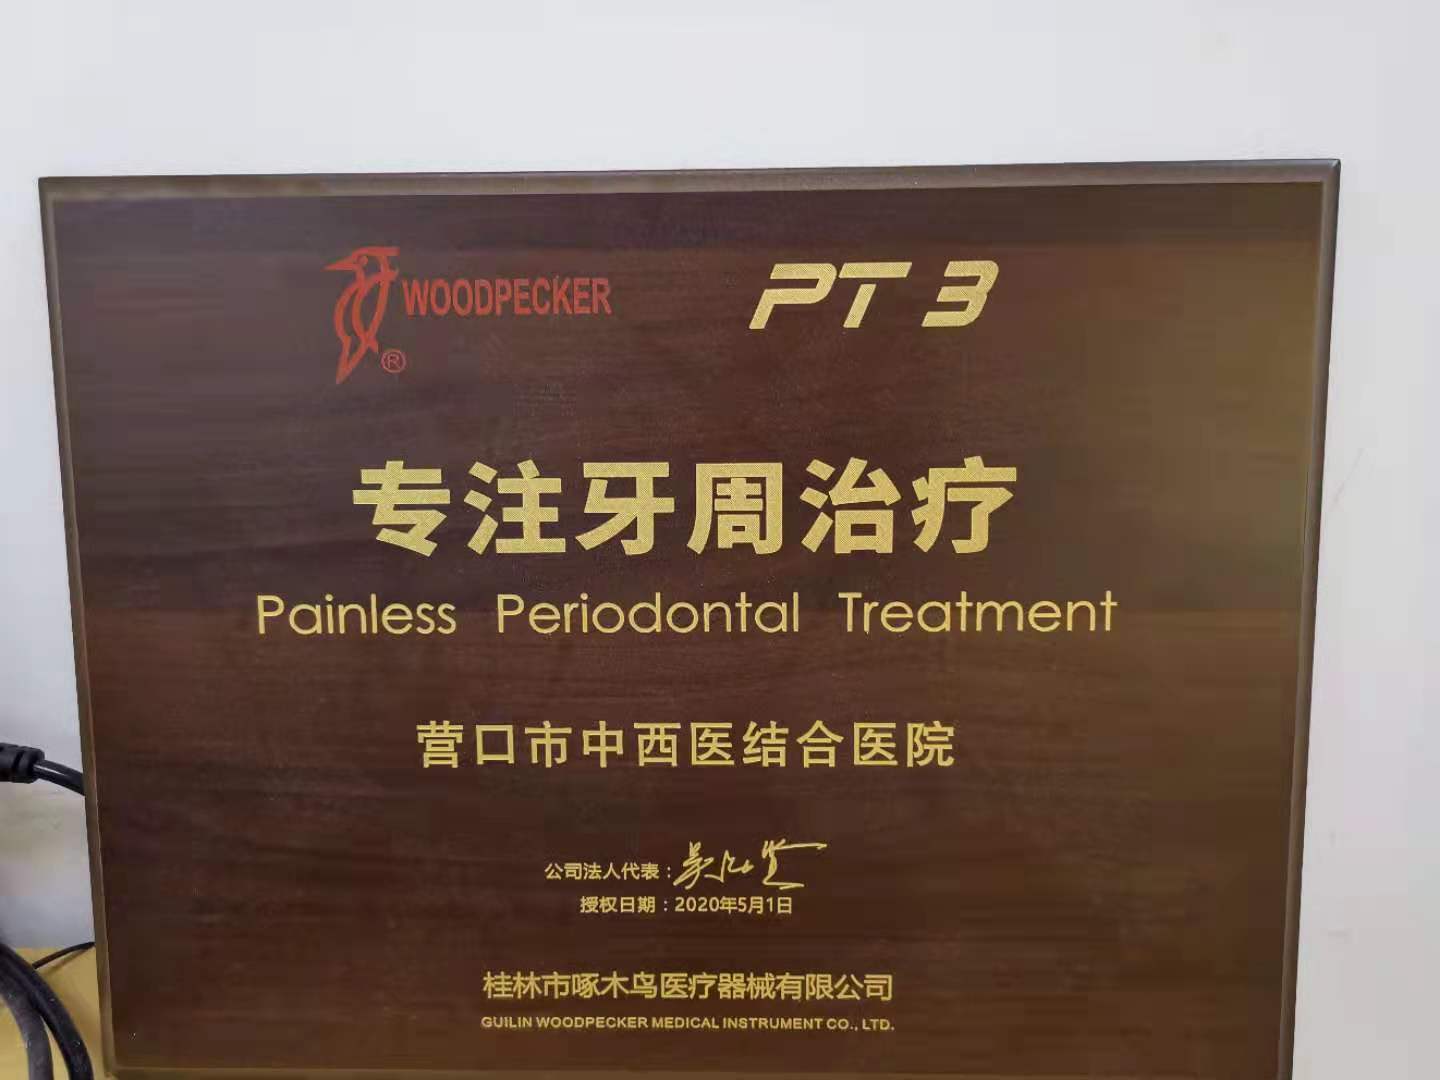 WOODPECKER ® PT 3
专注牙周治疗
Painless Periodontal Treatment
营口市中西医结合医院
公司法人代表：
授权日期：2020年5月1日
桂林市啄木鸟医疗器械有限公司
GUILIN WOODPECKER MEDICAL INSTRUMENT CO., LTD.